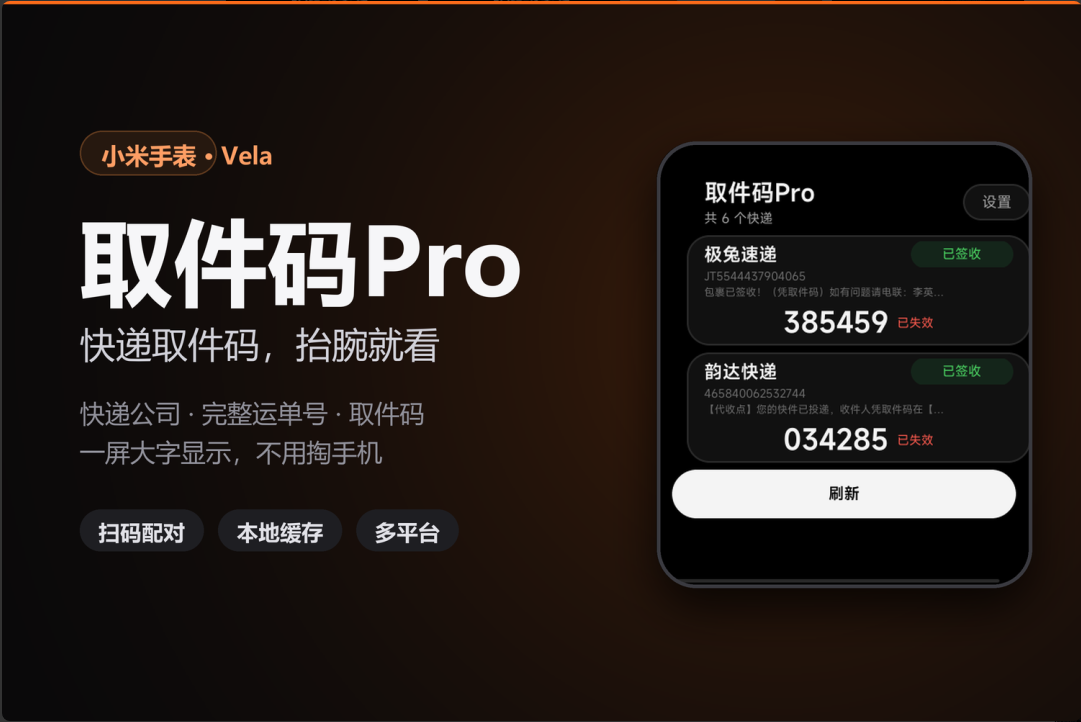 小米手表 • Vela
取件码Pro
快递取件码，抬腕就看
快递公司 · 完整运单号 · 取件码
一屏大字显示，不用掏手机
扫码配对 本地缓存 多平台
取件码Pro
共 6 个快递
设置
极兔速递
已签收
JT5544437904065
包裹已签收！（凭取件码）如有问题请电联：李英...
385459 已失效
韵达快递
已签收
465840062532744
【代收点】您的快件已投递，收件人凭取件码在【...
034285 已失效
刷新